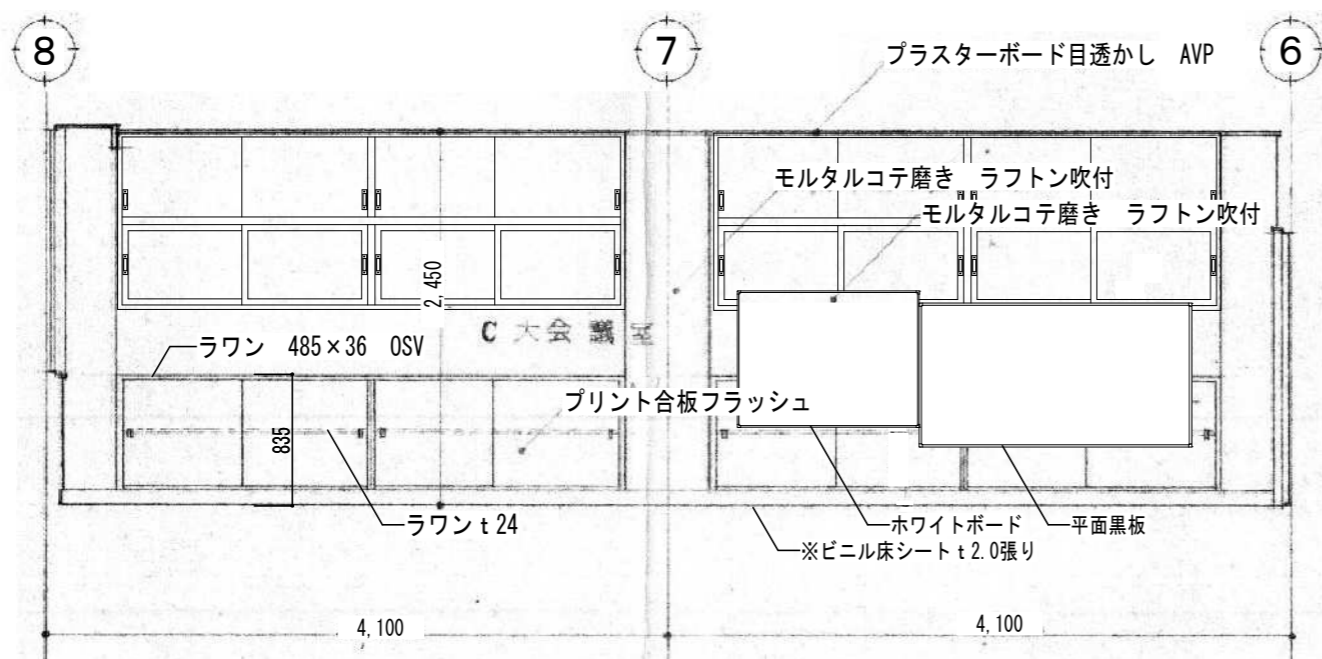 8
7
6
プラスターボード目透かし AVP
モルタルコテ磨き ラフトン吹付
モルタルコテ磨き ラフトン吹付
2,450
C 大会議室
ラワン 485×36 OSV
プリント合板フラッシュ
835
ラワンt24
ホワイトボード
平面黒板
※ビニル床シートt2.0張り
4,100
4,100